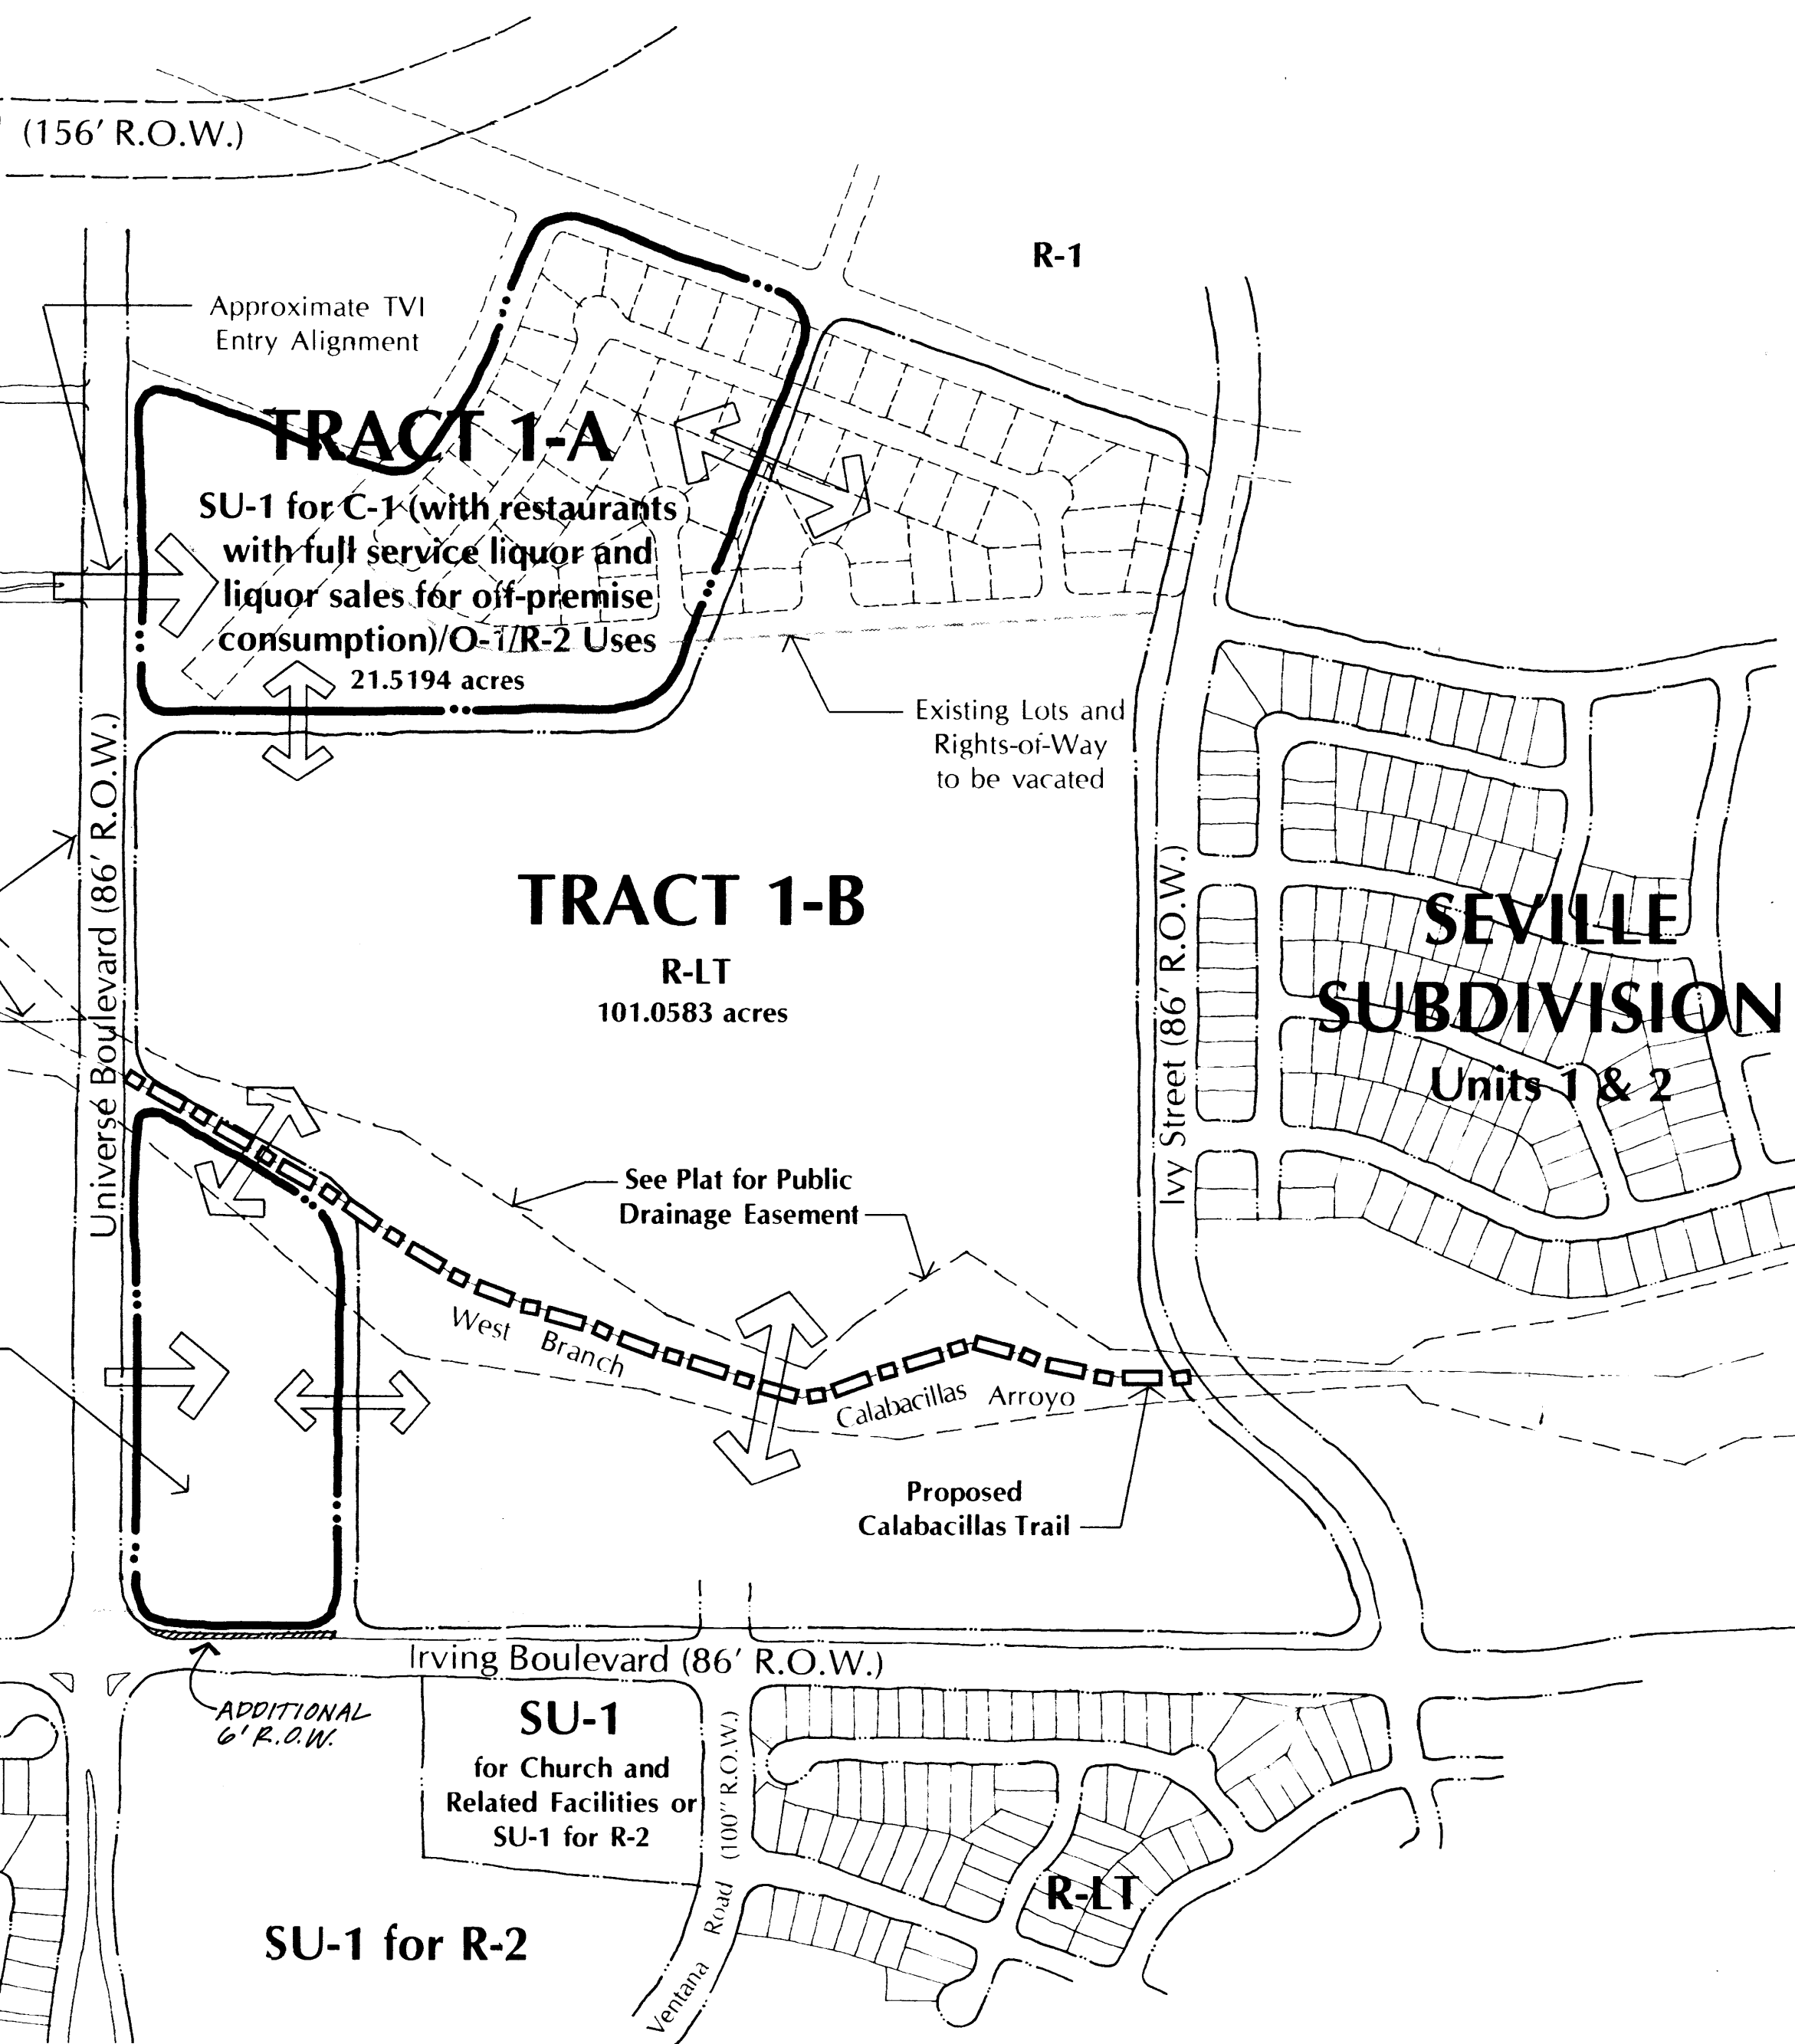 (156' R.O.W.)
R-1
Approximate TVI
Entry Alignment
TRACT 1-A
SU-1 for C-1 (with restaurants
with full service liquor and
liquor sales for off-premise
consumption)/O-1/R-2 Uses
21.5194 acres
Existing Lots and
Rights-of-Way
to be vacated
Universe Boulevard (86' R.O.W.)
TRACT 1-B
R-LT
101.0583 acres
Ivy Street (86' R.O.W.)
SEVILLE
SUBDIVISION
Units 1 & 2
See Plat for Public
Drainage Easement
West Branch
Calabacillas Arroyo
Proposed
Calabacillas Trail
Irving Boulevard (86' R.O.W.)
ADDITIONAL
6' R.O.W.
SU-1
for Church and
Related Facilities or
SU-1 for R-2
Ventana Road (100'' R.O.W.)
R-LT
SU-1 for R-2